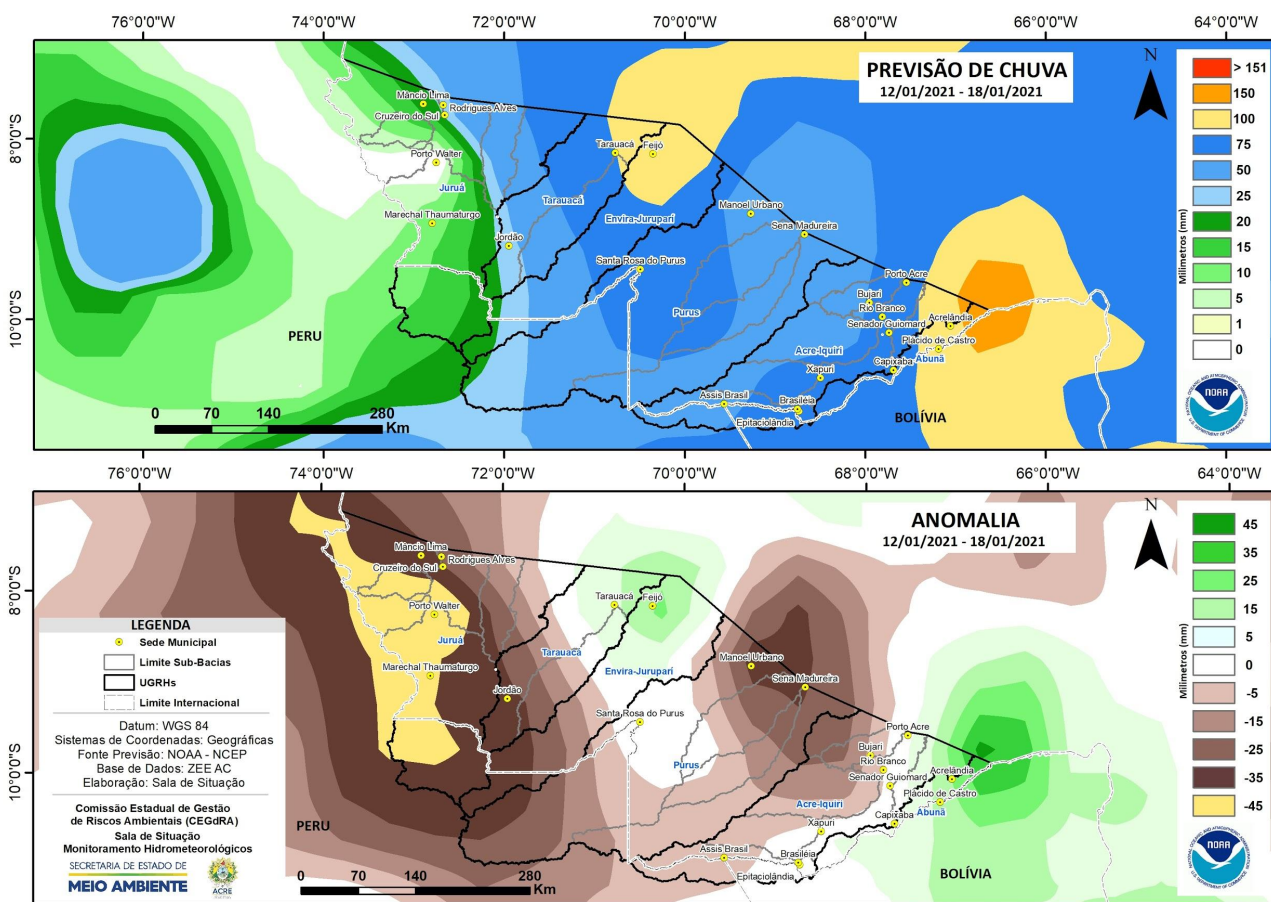 76°0'0"W 74°0'0"W 72°0'0"W 70°0'0"W 68°0'0"W 66°0'0"W 64°0'0"W
8°0'0"S
10°0'0"S
PREVISÃO DE CHUVA
12/01/2021 - 18/01/2021
N
Milímetros (mm)
> 151
150
100
75
50
25
20
15
10
5
1
0
NOAA
Mâncio Lima
Rodrigues Alves
Cruzeiro do Sul
Porto Walter
Juruá
Marechal Thaumaturgo
Jordão
Tarauacá
Feijó
Tarauacá
Envira-Jurupari
Manoel Urbano
Sena Madureira
Santa Rosa do Purus
Purus
Porto Acre
Bujari
Rio Branco
Senador Guiomard
Acrelândia
Plácido de Castro
Abunã
Acre-Iquiri
Capixaba
Xapuri
Assis Brasil
Brasiléia
Epitaciolândia
PERU
BOLÍVIA
0 70 140 280
Km
76°0'0"W 74°0'0"W 72°0'0"W 70°0'0"W 68°0'0"W 66°0'0"W 64°0'0"W
8°0'0"S
10°0'0"S
ANOMALIA
12/01/2021 - 18/01/2021
N
Milímetros (mm)
45
35
25
15
5
0
-5
-15
-25
-35
-45
NOAA
Mâncio Lima
Rodrigues Alves
Cruzeiro do Sul
Porto Walter
Juruá
Marechal Thaumaturgo
Jordão
Tarauacá
Feijó
Tarauacá
Envira-Jurupari
Manoel Urbano
Sena Madureira
Santa Rosa do Purus
Purus
Porto Acre
Bujari
Rio Branco
Senador Guiomard
Acrelândia
Plácido de Castro
Abunã
Acre-Iquiri
Capixaba
Xapuri
Assis Brasil
Brasiléia
Epitaciolândia
PERU
BOLÍVIA
0 70 140 280
Km
LEGENDA
Sede Municipal
Limite Sub-Bacias
UGRHs
Limite Internacional
Datum: WGS 84
Sistemas de Coordenadas: Geográficas
Fonte Previsão: NOAA - NCEP
Base de Dados: ZEE AC
Elaboração: Sala de Situação
Comissão Estadual de Gestão
de Riscos Ambientais (CEGdRA)
Sala de Situação
Monitoramento Hidrometeorológicos
SECRETARIA DE ESTADO DE
MEIO AMBIENTE
ACRE